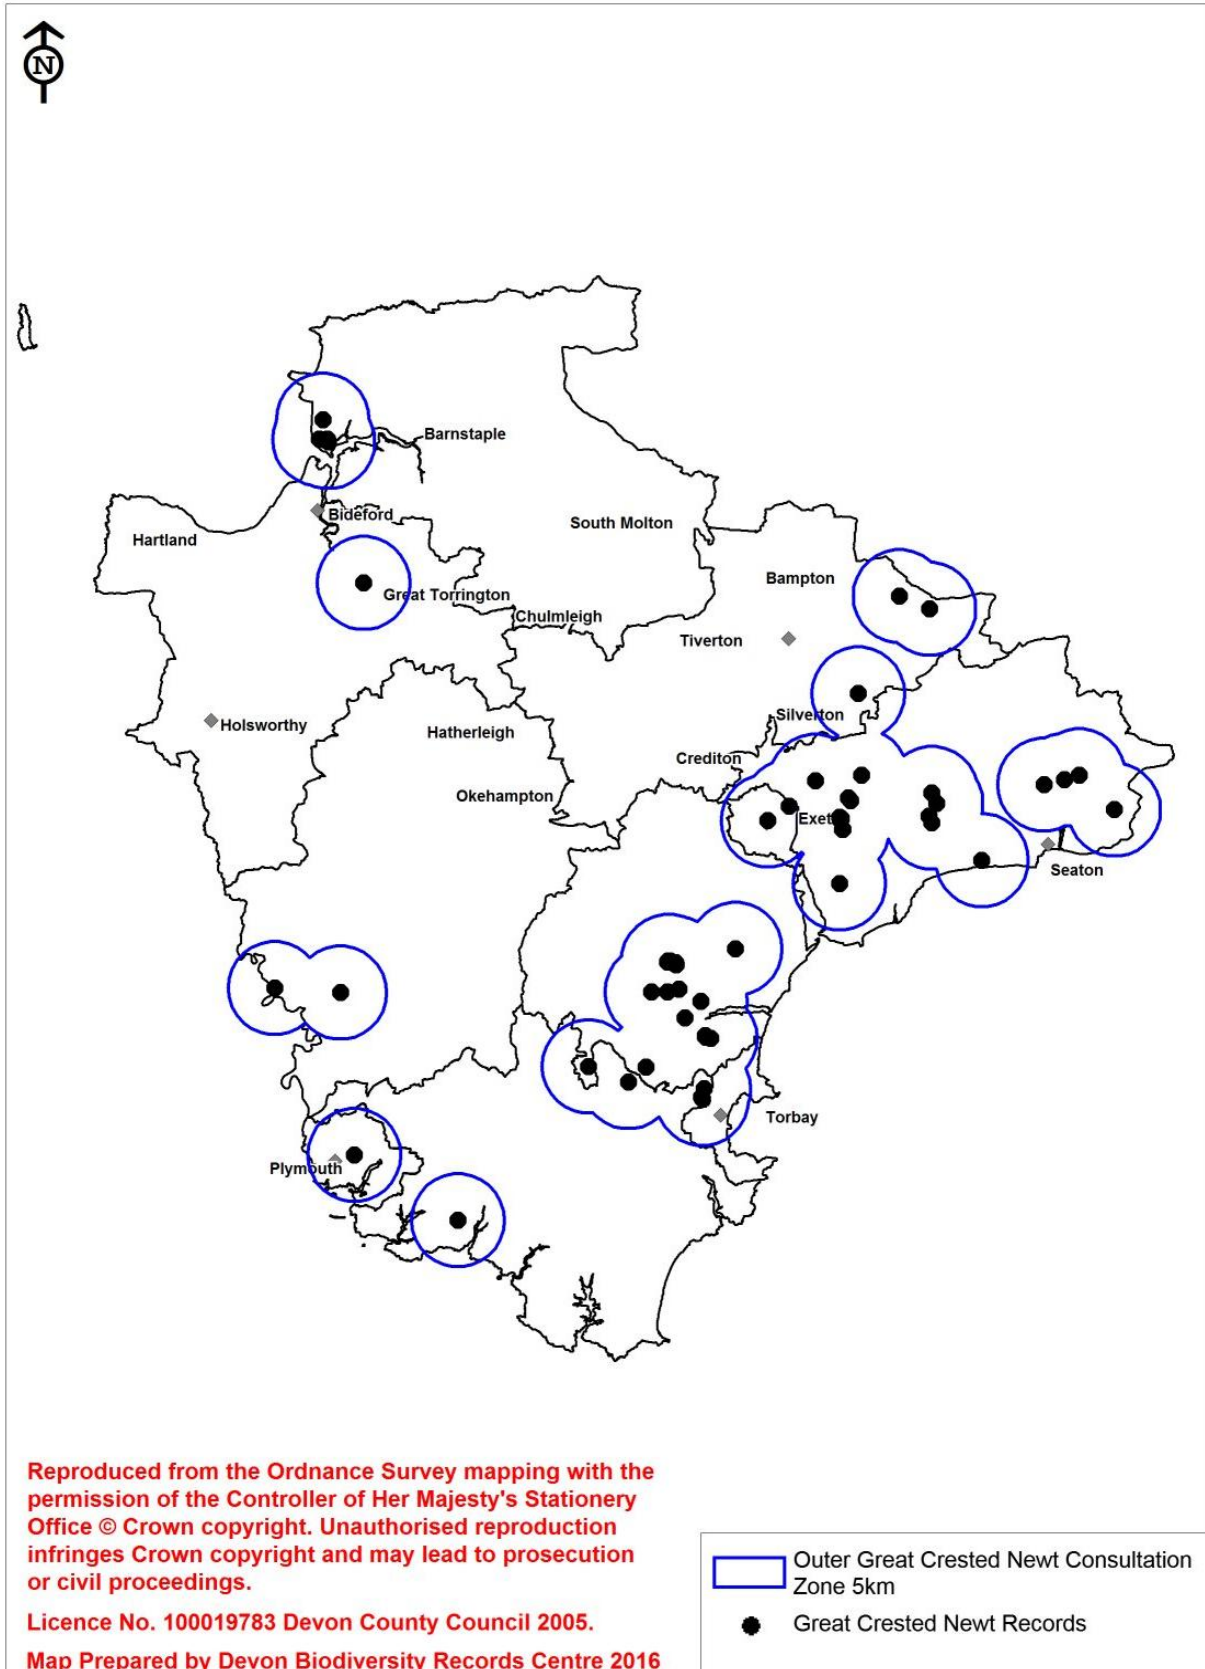 N
Barnstaple
Bideford
South Molton
Hartland
Bampton
Great Torrington
Chulmleigh
Tiverton
Silverton
Holsworthy
Hatherleigh
Crediton
Okehampton
Exet
Seaton
Torbay
Plymouth
Reproduced from the Ordnance Survey mapping with the
permission of the Controller of Her Majesty's Stationery
Office © Crown copyright. Unauthorised reproduction
infringes Crown copyright and may lead to prosecution
or civil proceedings.
Licence No. 100019783 Devon County Council 2005.
Map Prepared by Devon Biodiversity Records Centre 2016
Outer Great Crested Newt Consultation
Zone 5km
Great Crested Newt Records